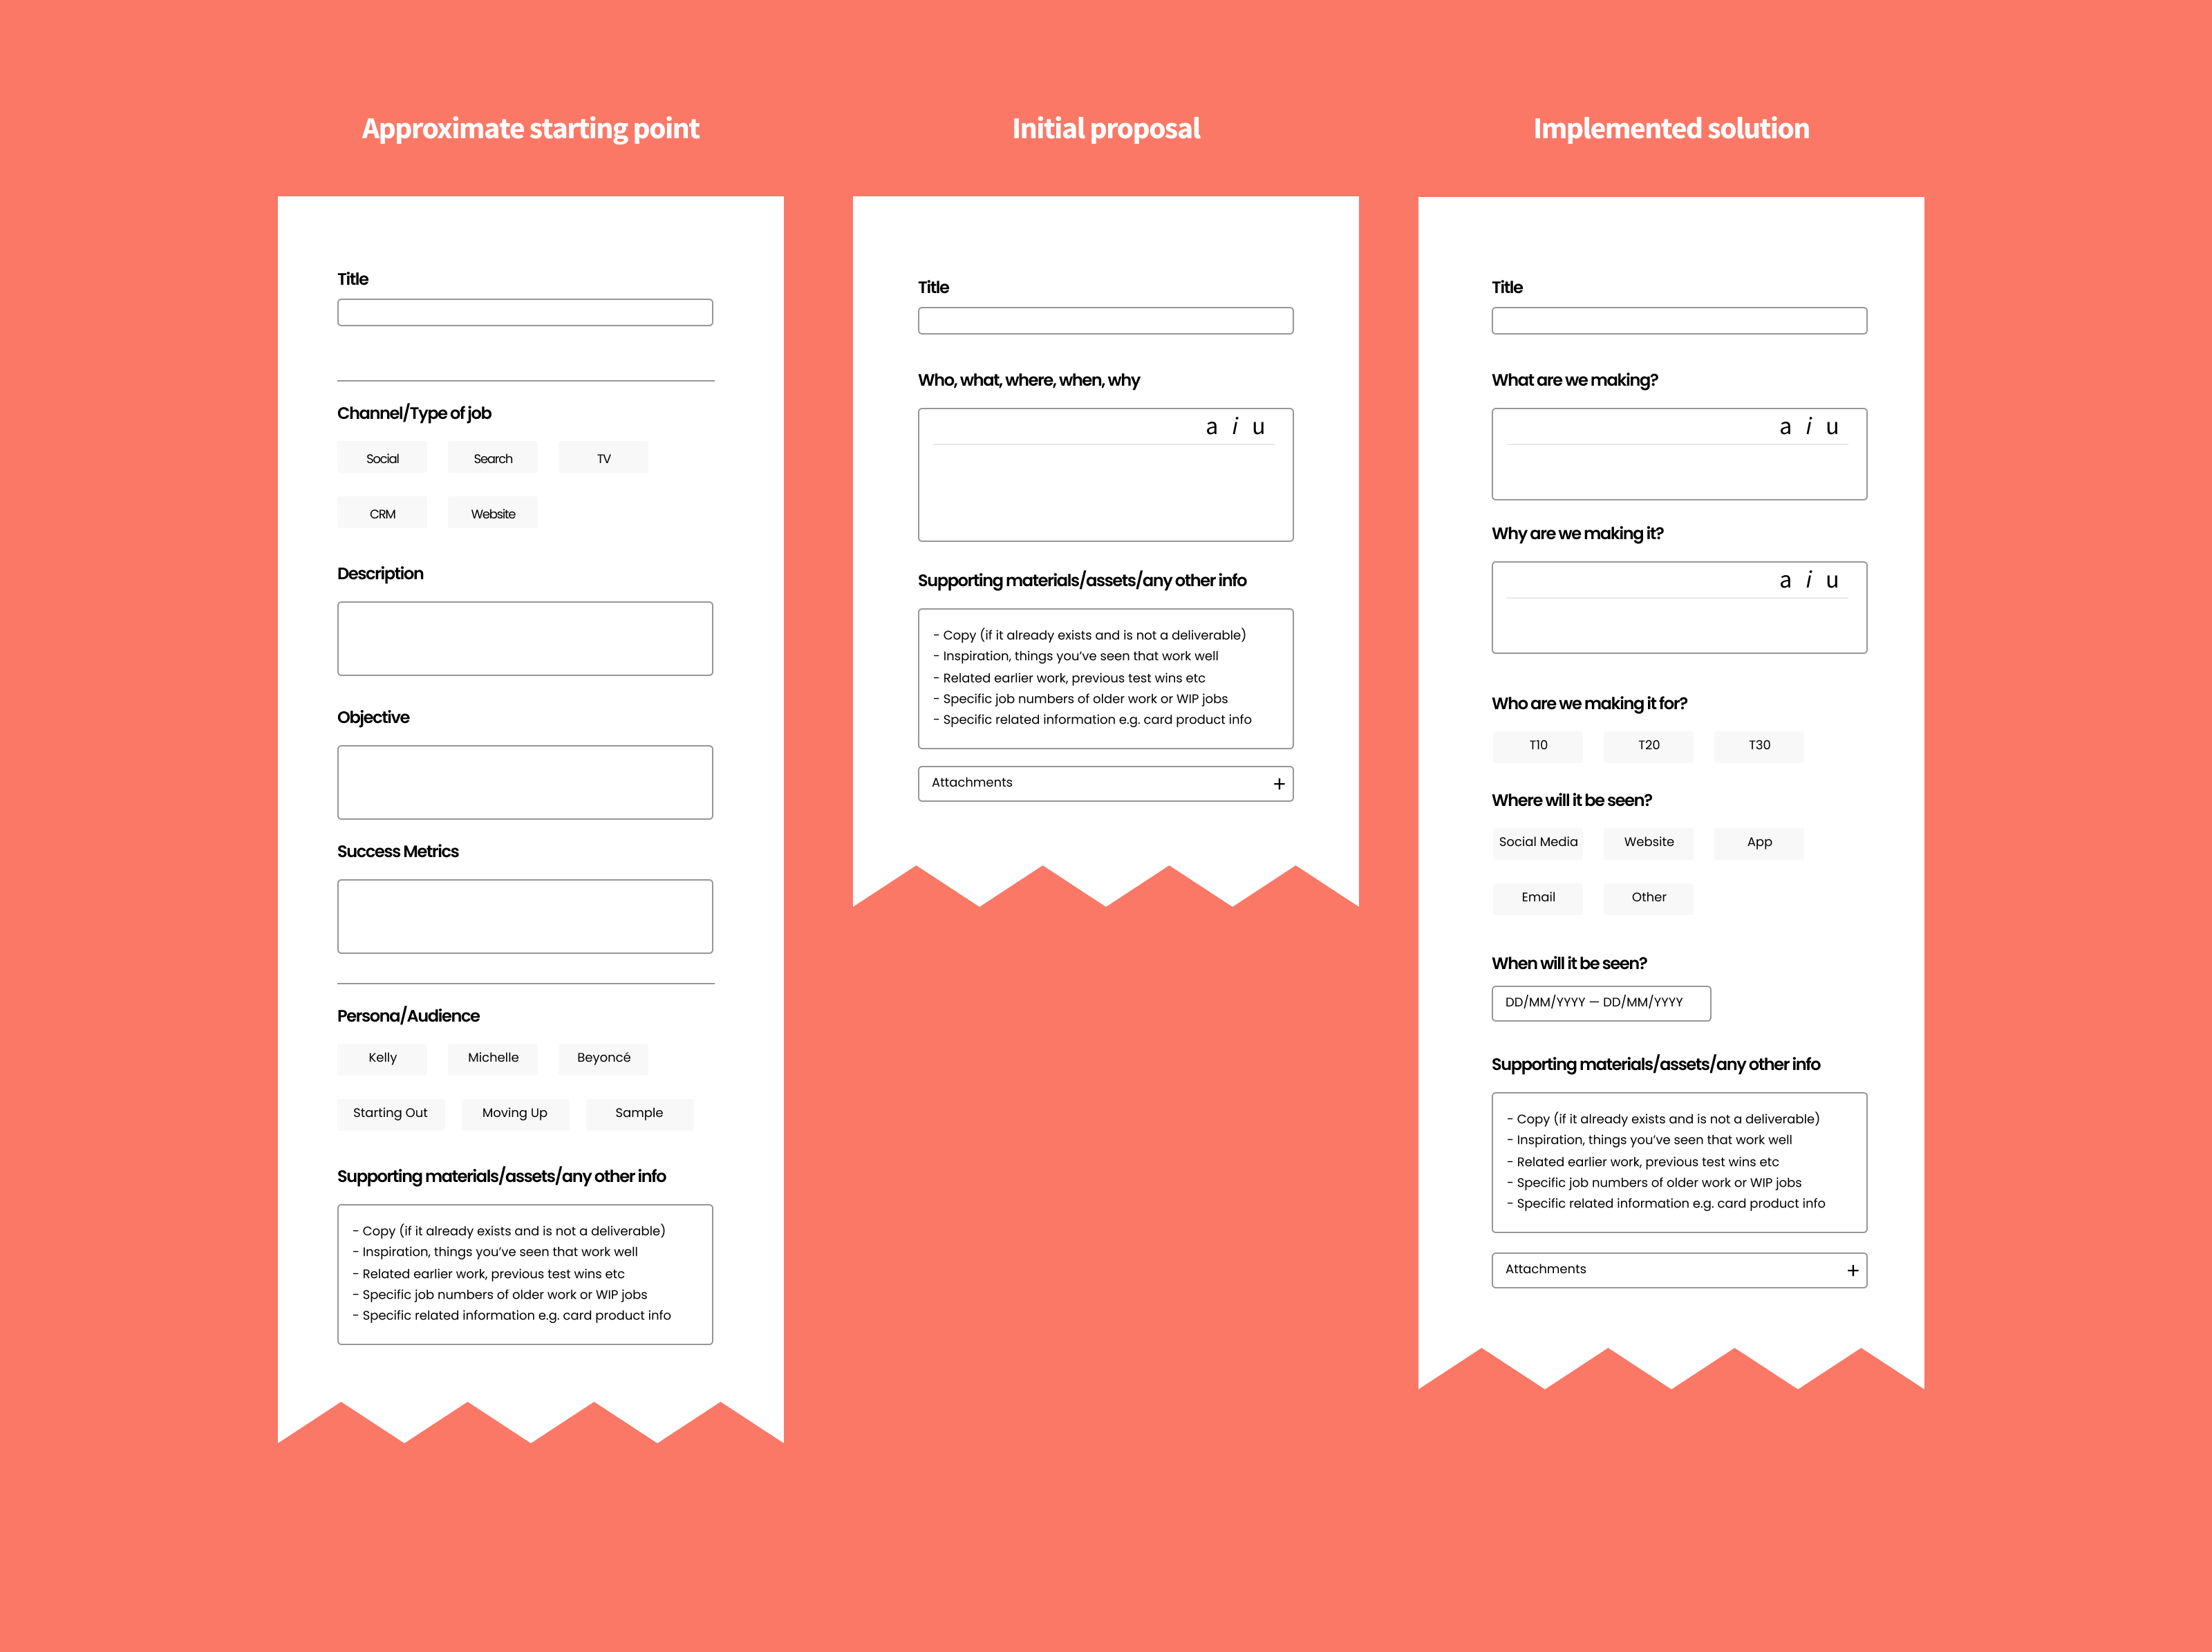 Approximate starting point
Title
Channel/Type of job
Social
Search
TV
CRM
Website
Description
Objective
Success Metrics
Persona/Audience
Kelly
Michelle
Beyoncé
Starting Out
Moving Up
Sample
Supporting materials/assets/any other info
- Copy (if it already exists and is not a deliverable)
- Inspiration, things you’ve seen that work well
- Related earlier work, previous test wins etc
- Specific job numbers of older work or WIP jobs
- Specific related information e.g. card product info
Initial proposal
Title
Who, what, where, when, why
a i u
Supporting materials/assets/any other info
- Copy (if it already exists and is not a deliverable)
- Inspiration, things you’ve seen that work well
- Related earlier work, previous test wins etc
- Specific job numbers of older work or WIP jobs
- Specific related information e.g. card product info
Attachments +
Implemented solution
Title
What are we making?
a i u
Why are we making it?
a i u
Who are we making it for?
T10
T20
T30
Where will it be seen?
Social Media
Website
App
Email
Other
When will it be seen?
DD/MM/YYYY — DD/MM/YYYY
Supporting materials/assets/any other info
- Copy (if it already exists and is not a deliverable)
- Inspiration, things you’ve seen that work well
- Related earlier work, previous test wins etc
- Specific job numbers of older work or WIP jobs
- Specific related information e.g. card product info
Attachments +